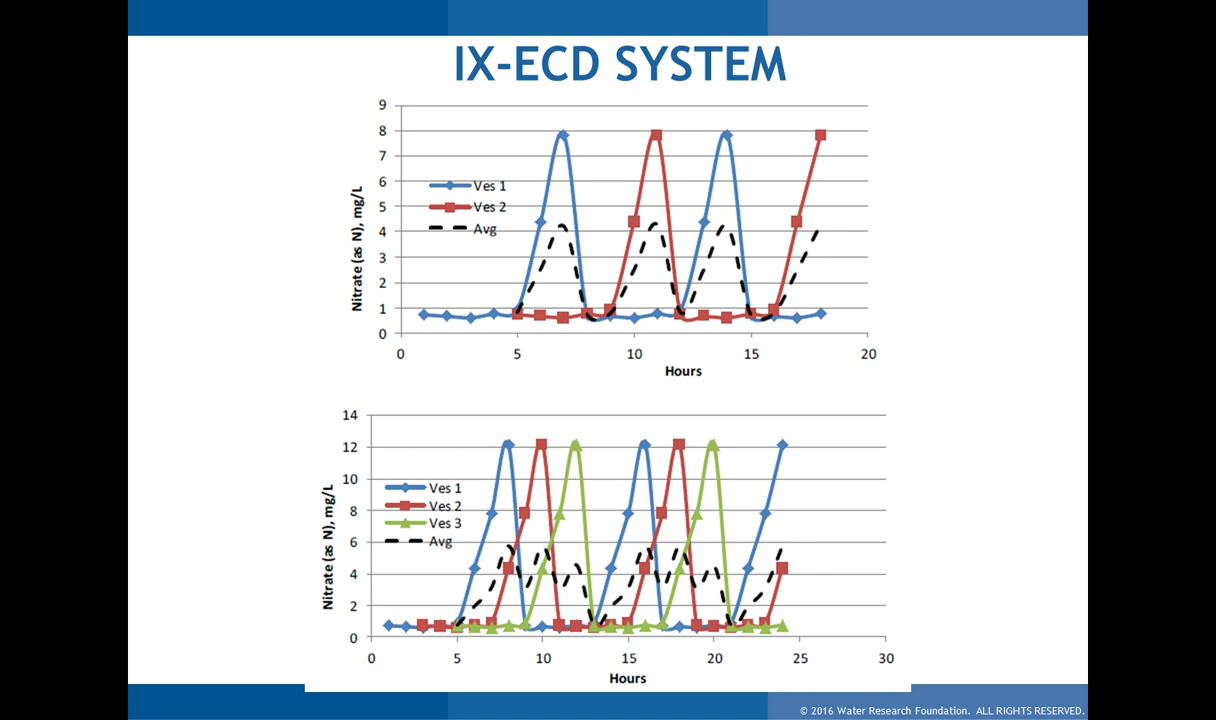 IX-ECD SYSTEM
9
8
7
6
5
4
3
2
1
0
Nitrate (as N), mg/L
Ves 1
Ves 2
Avg
0 5 10 15 20
Hours
14
12
10
8
6
4
2
0
Nitrate (as N), mg/L
Ves 1
Ves 2
Ves 3
Avg
0 5 10 15 20 25 30
Hours
© 2016 Water Research Foundation. ALL RIGHTS RESERVED.